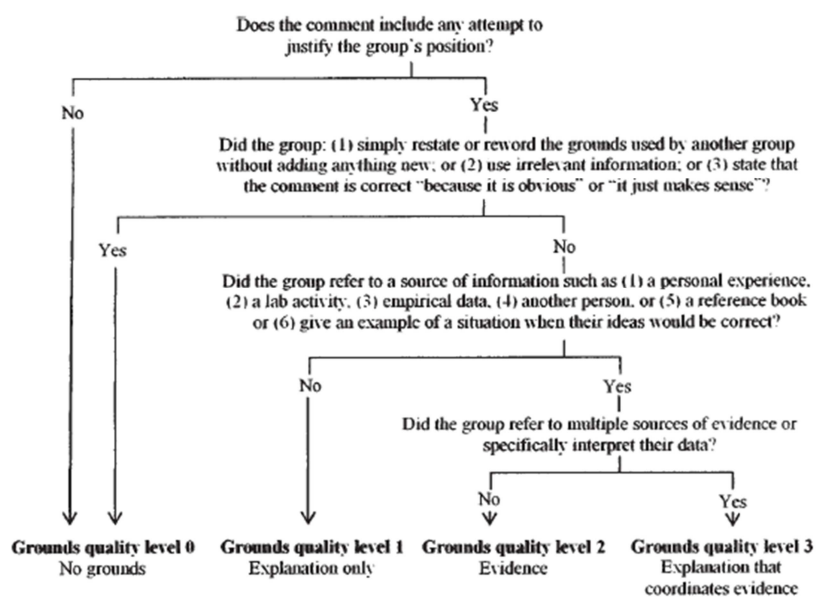 Does the comment include any attempt to
justify the group's position?
No
Yes
Did the group: (1) simply restate or reword the grounds used by another group
without adding anything new; or (2) use irrelevant information; or (3) state that
the comment is correct "because it is obvious" or "it just makes sense"?
Yes
No
Did the group refer to a source of information such as (1) a personal experience,
(2) a lab activity, (3) empirical data, (4) another person, or (5) a reference book
or (6) give an example of a situation when their ideas would be correct?
No
Yes
Did the group refer to multiple sources of evidence or
specifically interpret their data?
No
Yes
Grounds quality level 0
No grounds
Grounds quality level 1
Explanation only
Grounds quality level 2
Evidence
Grounds quality level 3
Explanation that
coordinates evidence